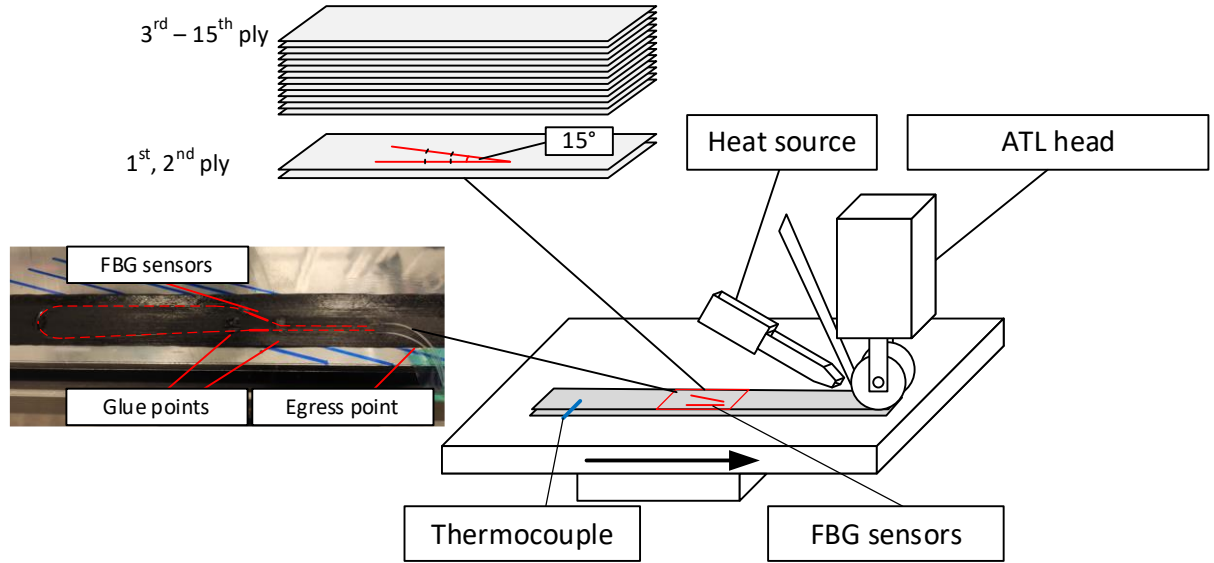 3rd – 15th ply
15°
1st, 2nd ply
Heat source
ATL head
FBG sensors
Glue points
Egress point
Thermocouple
FBG sensors